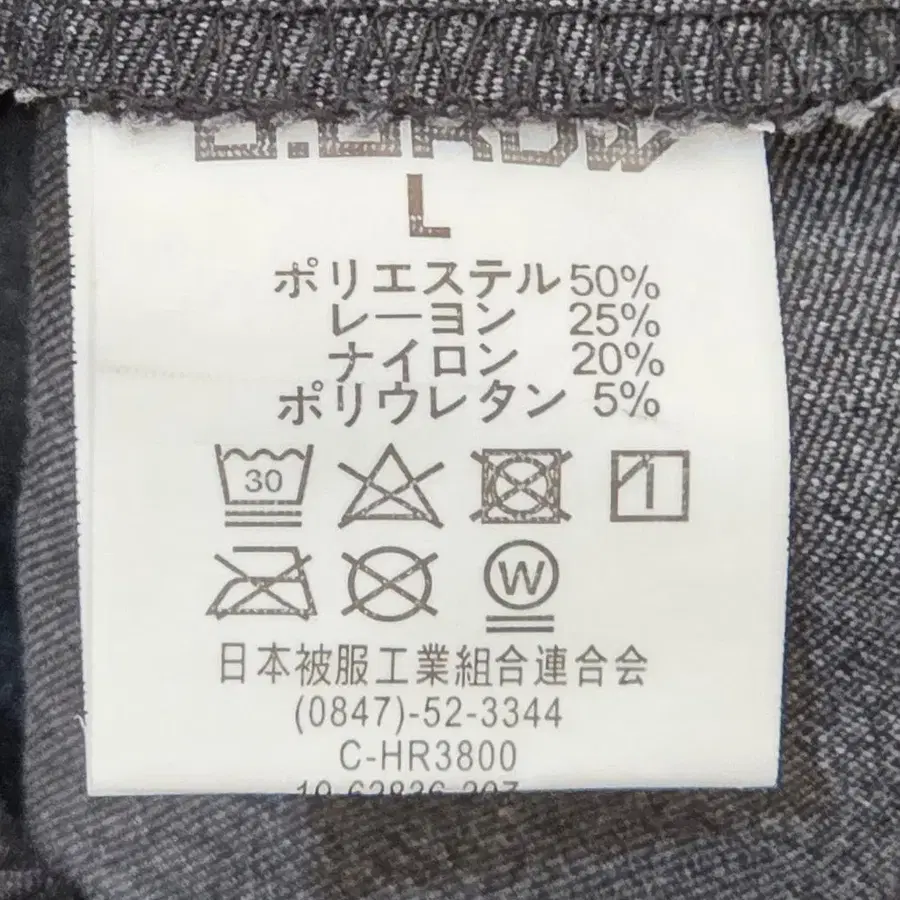 L
ポリエステル 50%
レーヨン 25%
ナイロン 20%
ポリウレタン 5%
30
W
日本被服工業組合連合会
(0847)-52-3344
C-HR3800